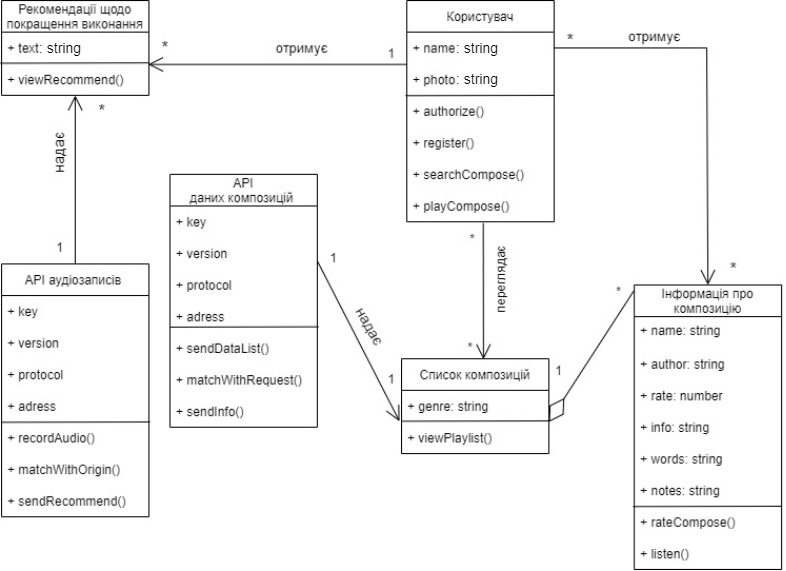 Рекомендації щодо
покращення виконання
+ text: string
+ viewRecommend()
*
отримує
1
Користувач
+ name: string
+ photo: string
+ authorize()
+ register()
+ searchCompose()
+ playCompose()
*
отримує
*
*
надає
1
API аудіозаписів
+ key
+ version
+ protocol
+ adress
+ recordAudio()
+ matchWithOrigin()
+ sendRecommend()
API
даних композицій
+ key
+ version
+ protocol
+ adress
+ sendDataList()
+ matchWithRequest()
+ sendInfo()
1
надає
1
*
переглядає
*
Список композицій
+ genre: string
+ viewPlaylist()
1
*
Інформація про
композицію
+ name: string
+ author: string
+ rate: number
+ info: string
+ words: string
+ notes: string
+ rateCompose()
+ listen()